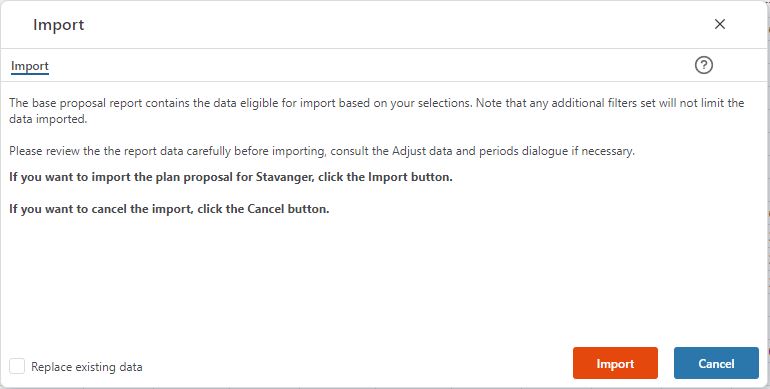 Import
Import
The base proposal report contains the data eligible for import based on your selections. Note that any additional filters set will not limit the
data imported.
Please review the the report data carefully before importing, consult the Adjust data and periods dialogue if necessary.
If you want to import the plan proposal for Stavanger, click the Import button.
If you want to cancel the import, click the Cancel button.
Replace existing data
Import
Cancel